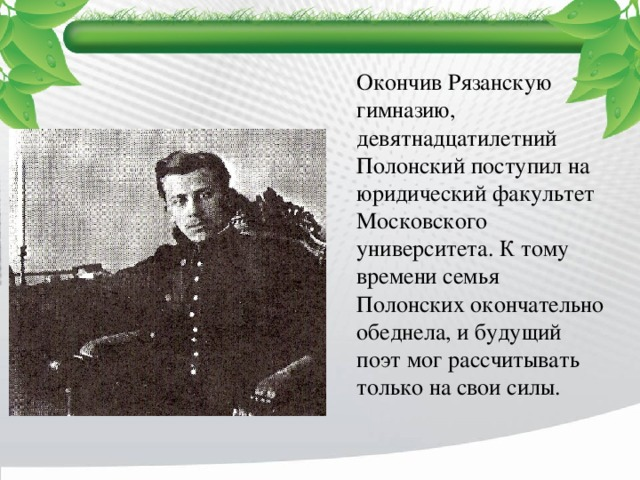 Окончив Рязанскую
гимназию,
девятнадцатилетний
Полонский поступил на
юридический факультет
Московского
университета. К тому
времени семья
Полонских окончательно
обеднела, и будущий
поэт мог рассчитывать
только на свои силы.